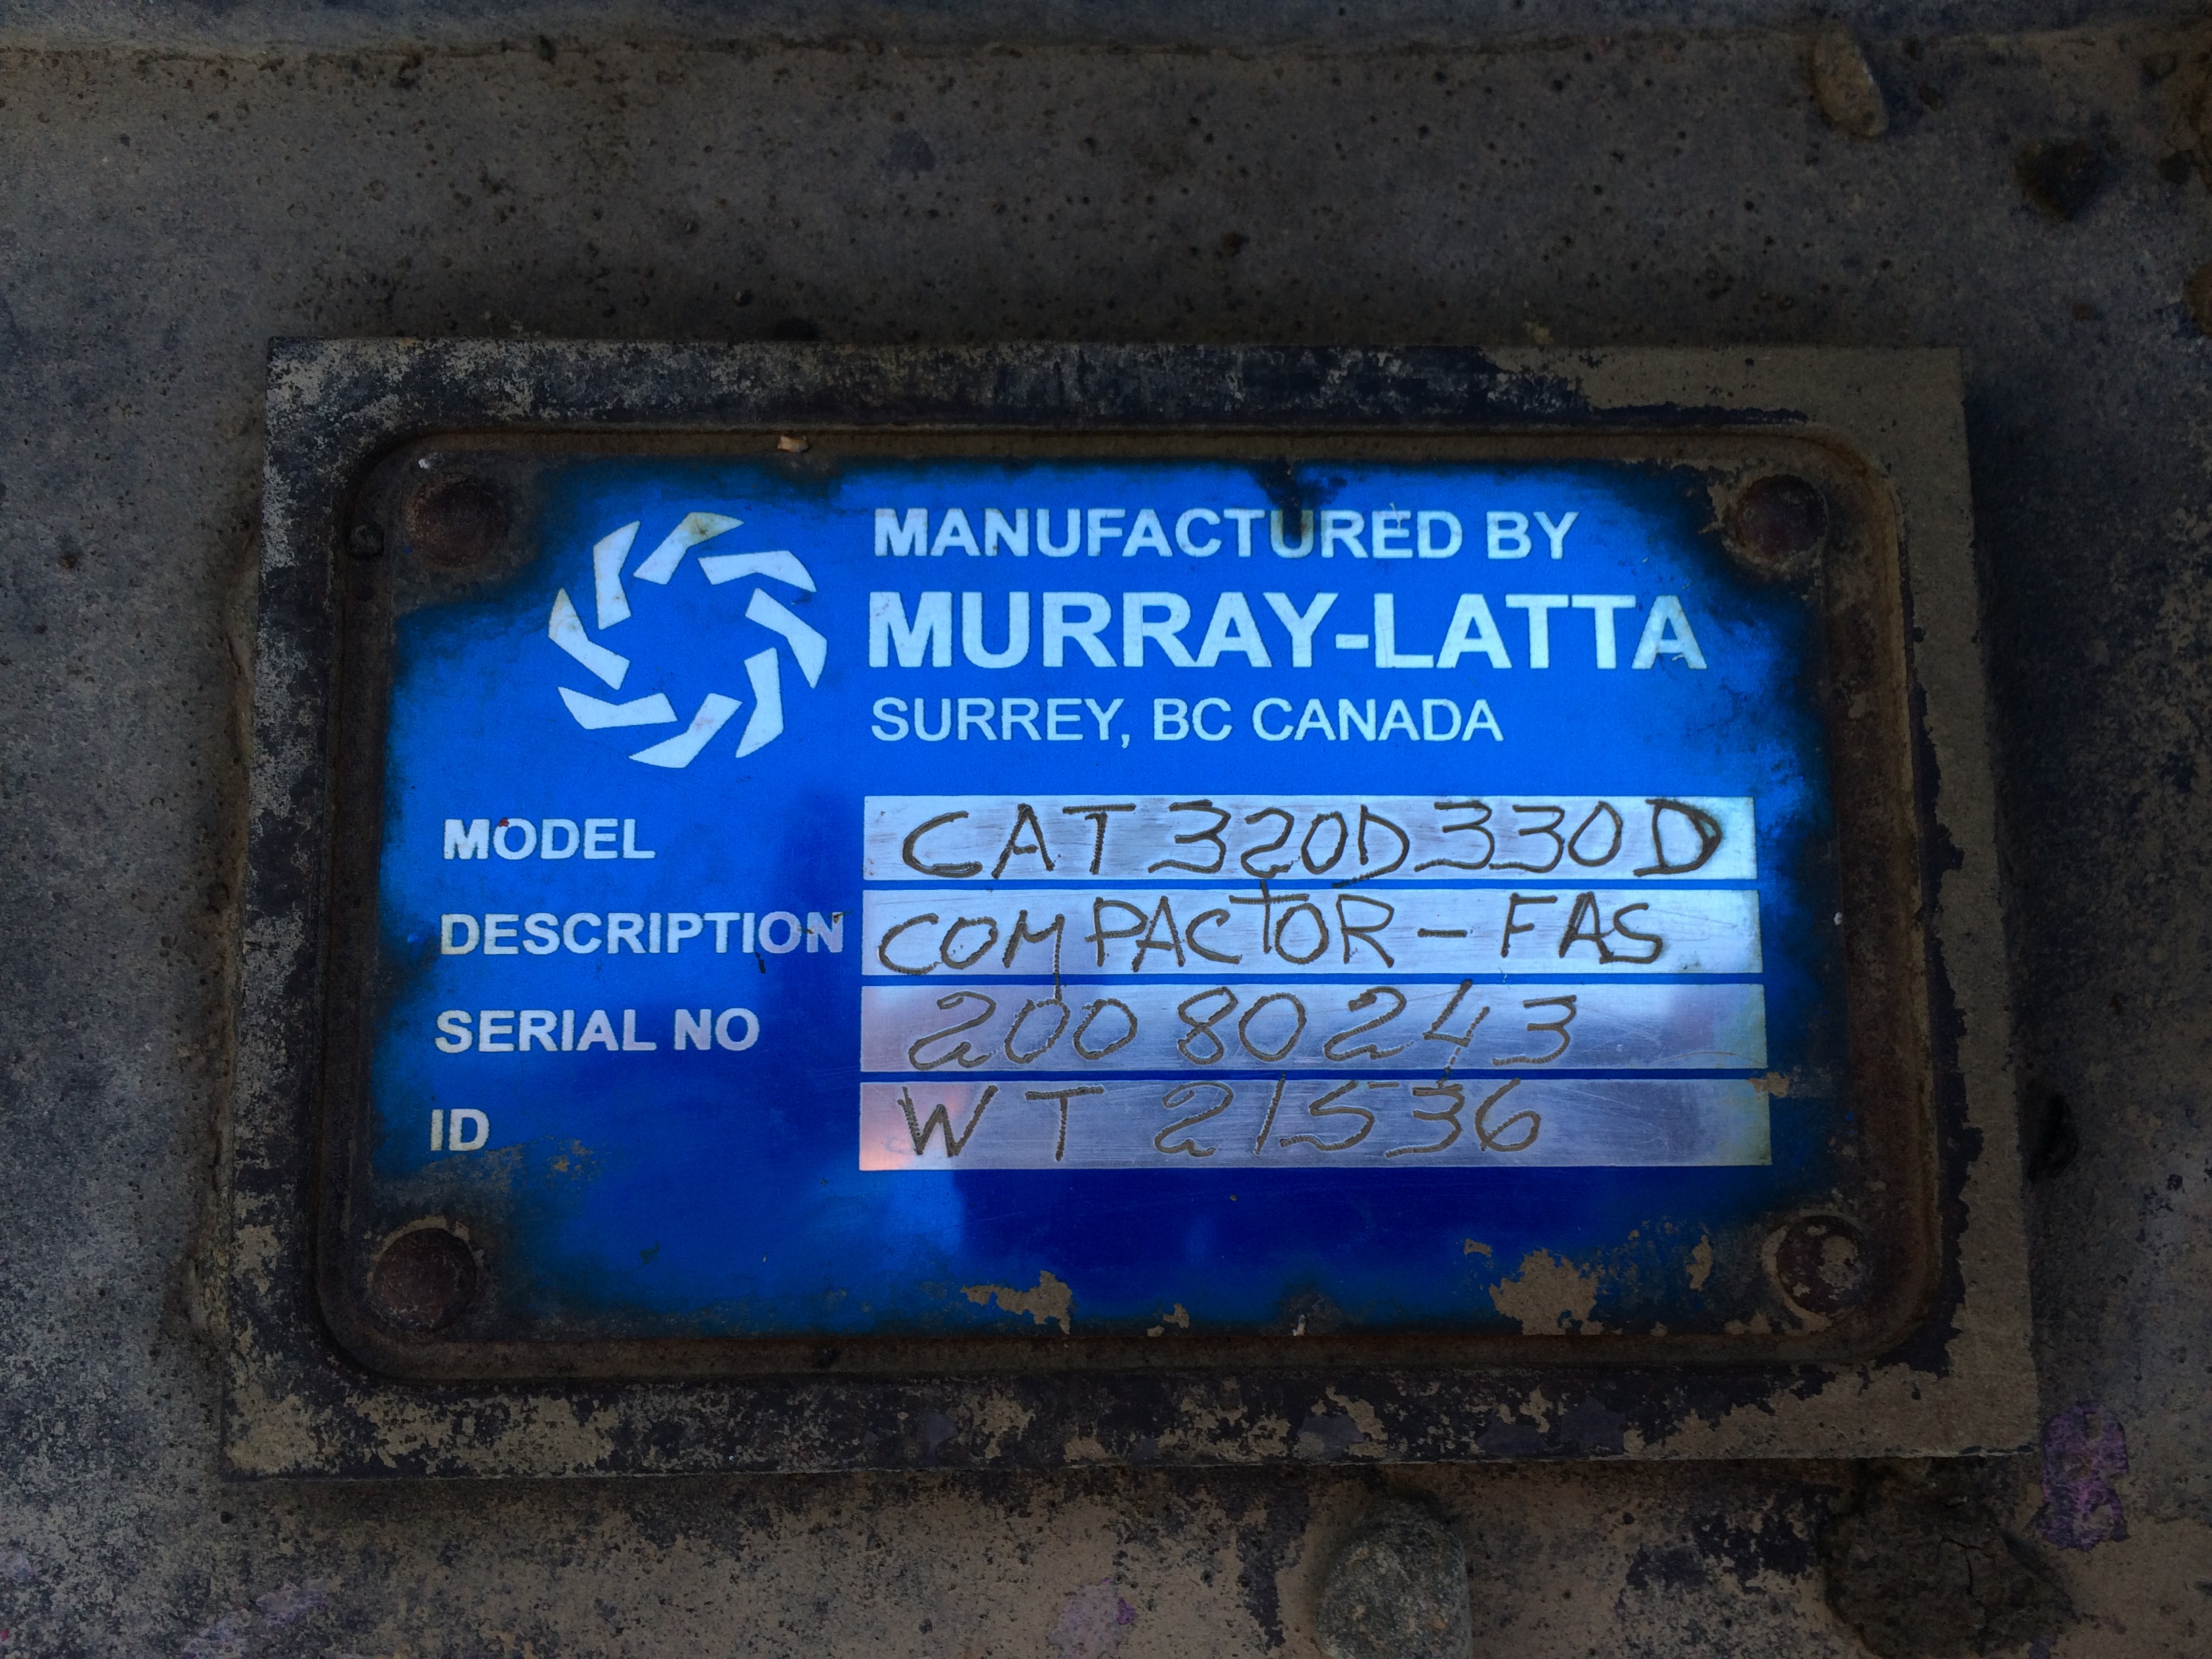 MANUFACTURED BY
MURRAY-LATTA
SURREY, BC CANADA
MODEL CAT 320D 330D
DESCRIPTION COMPACTOR - FAS
SERIAL NO 20080243
ID WT 21536